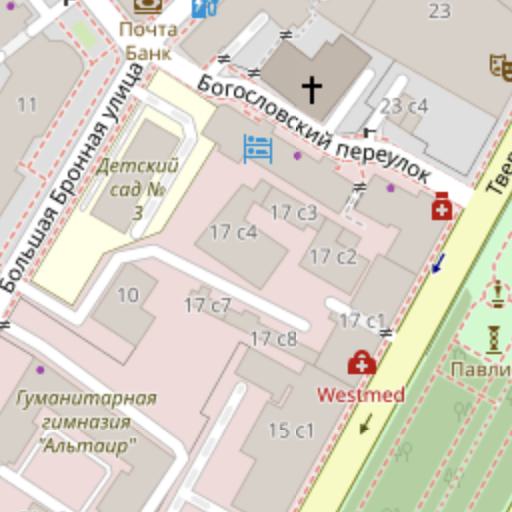 23
Почта
Банк
Богословский переулок
23 с4
11
Большая Бронная улица
Детский
сад №
3
Твер
17 с3
17 с4
17 с2
10
17 с7
17 с1
17 с8
Павли
Westmed
Гуманитарная
гимназия
"Альтаир"
15 с1